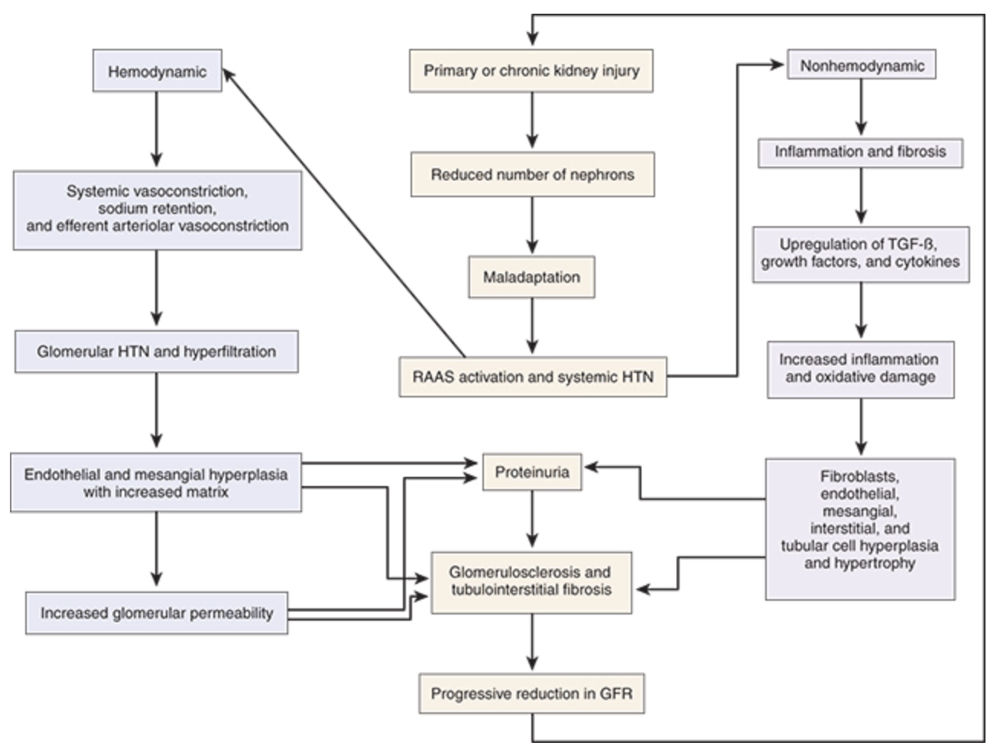 Hemodynamic
Systemic vasoconstriction,
sodium retention,
and efferent arteriolar vasoconstriction
Glomerular HTN and hyperfiltration
Endothelial and mesangial hyperplasia
with increased matrix
Increased glomerular permeability
Primary or chronic kidney injury
Reduced number of nephrons
Maladaptation
RAAS activation and systemic HTN
Proteinuria
Glomerulosclerosis and
tubulointerstitial fibrosis
Progressive reduction in GFR
Nonhemodynamic
Inflammation and fibrosis
Upregulation of TGF-ß,
growth factors, and cytokines
Increased inflammation
and oxidative damage
Fibroblasts,
endothelial,
mesangial,
interstitial, and
tubular cell hyperplasia
and hypertrophy